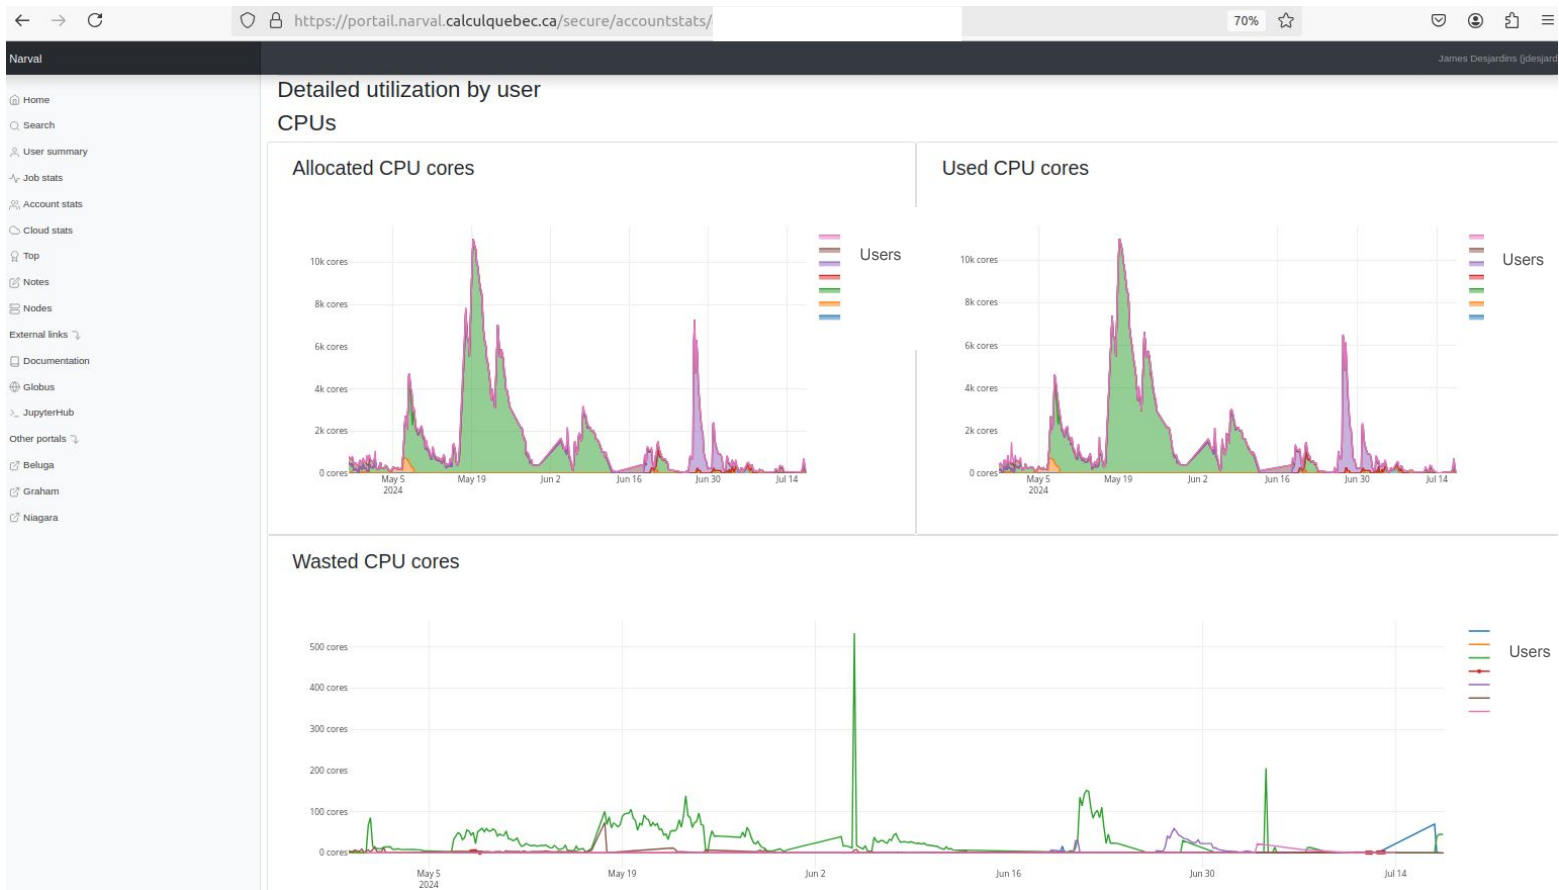 https://portail.narval.calculquebec.ca/secure/accountstats/
70%
Narval
James Desjardins (jdesjard
Home
Search
User summary
Job stats
Account stats
Cloud stats
Top
Notes
Nodes
External links
Documentation
Globus
JupyterHub
Other portals
Beluga
Graham
Niagara
Detailed utilization by user
CPUs
Allocated CPU cores
10k cores
8k cores
6k cores
4k cores
2k cores
0 cores
May 5
2024
May 19
Jun 2
Jun 16
Jun 30
Jul 14
Users
Used CPU cores
10k cores
8k cores
6k cores
4k cores
2k cores
0 cores
May 5
2024
May 19
Jun 2
Jun 16
Jun 30
Jul 14
Users
Wasted CPU cores
500 cores
400 cores
300 cores
200 cores
100 cores
0 cores
May 5
2024
May 19
Jun 2
Jun 16
Jun 30
Jul 14
Users